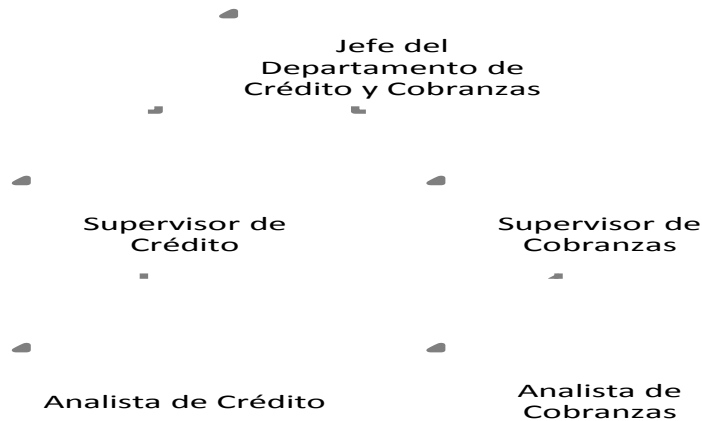 Jefe del
Departamento de
Crédito y Cobranzas
Supervisor de
Crédito
Supervisor de
Cobranzas
Analista de Crédito
Analista de
Cobranzas